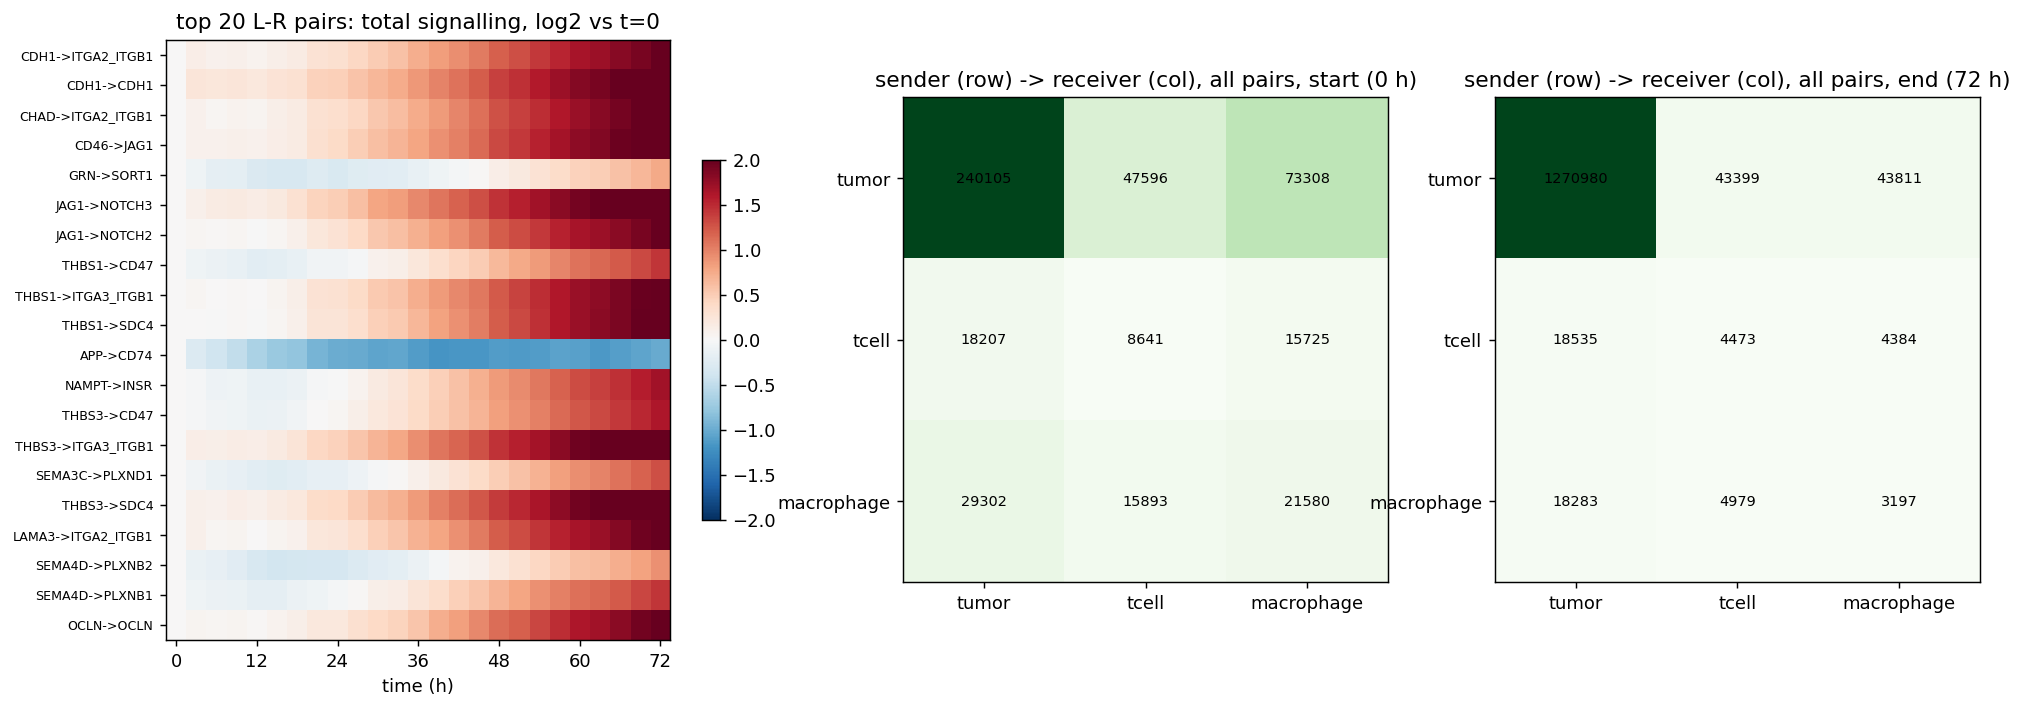 top 20 L-R pairs: total signalling, log2 vs t=0
CDH1->ITGA2_ITGB1
CDH1->CDH1
CHAD->ITGA2_ITGB1
CD46->JAG1
GRN->SORT1
JAG1->NOTCH3
JAG1->NOTCH2
THBS1->CD47
THBS1->ITGA3_ITGB1
THBS1->SDC4
APP->CD74
NAMPT->INSR
THBS3->CD47
THBS3->ITGA3_ITGB1
SEMA3C->PLXND1
THBS3->SDC4
LAMA3->ITGA2_ITGB1
SEMA4D->PLXNB2
SEMA4D->PLXNB1
OCLN->OCLN
0 12 24 36 48 60 72
time (h)
2.0
1.5
1.0
0.5
0.0
−0.5
−1.0
−1.5
−2.0
sender (row) -> receiver (col), all pairs, start (0 h)
tumor 240105 47596 73308
tcell 18207 8641 15725
macrophage 29302 15893 21580
tumor tcell macrophage
sender (row) -> receiver (col), all pairs, end (72 h)
tumor 1270980 43399 43811
tcell 18535 4473 4384
macrophage 18283 4979 3197
tumor tcell macrophage